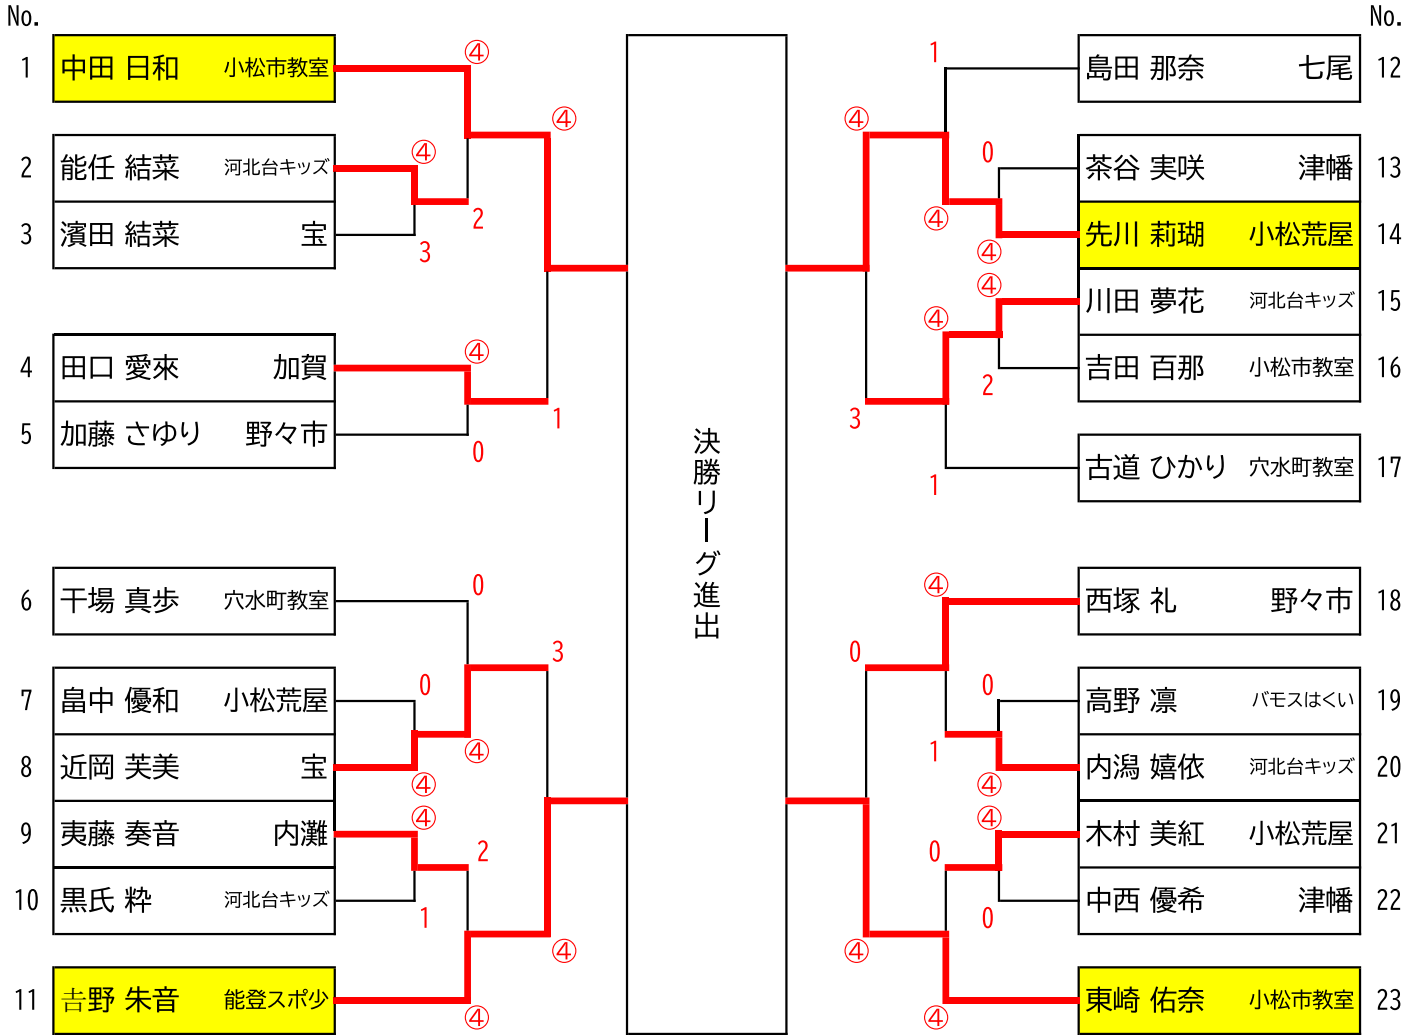 No.
1 中田 日和 小松市教室
2 能任 結菜 河北台キッズ
3 濱田 結菜 宝
4 田口 愛來 加賀
5 加藤 さゆり 野々市
6 干場 真歩 穴水町教室
7 畠中 優和 小松荒屋
8 近岡 芙美 宝
9 夷藤 奏音 内灘
10 黒氏 粋 河北台キッズ
11 𠮷野 朱音 能登スポ少
④
④
④
2
3
④
1
0
0
3
0
④
④
④
2
1
④
④
決勝リーグ進出
1
④
0
④
④
④
④
2
3
1
④
0
0
1
④
④
0
0
④
④
No.
島田 那奈 七尾 12
茶谷 実咲 津幡 13
先川 莉瑚 小松荒屋 14
川田 夢花 河北台キッズ 15
吉田 百那 小松市教室 16
古道 ひかり 穴水町教室 17
西塚 礼 野々市 18
高野 凛 バモスはくい 19
内潟 嬉依 河北台キッズ 20
木村 美紅 小松荒屋 21
中西 優希 津幡 22
東崎 佑奈 小松市教室 23